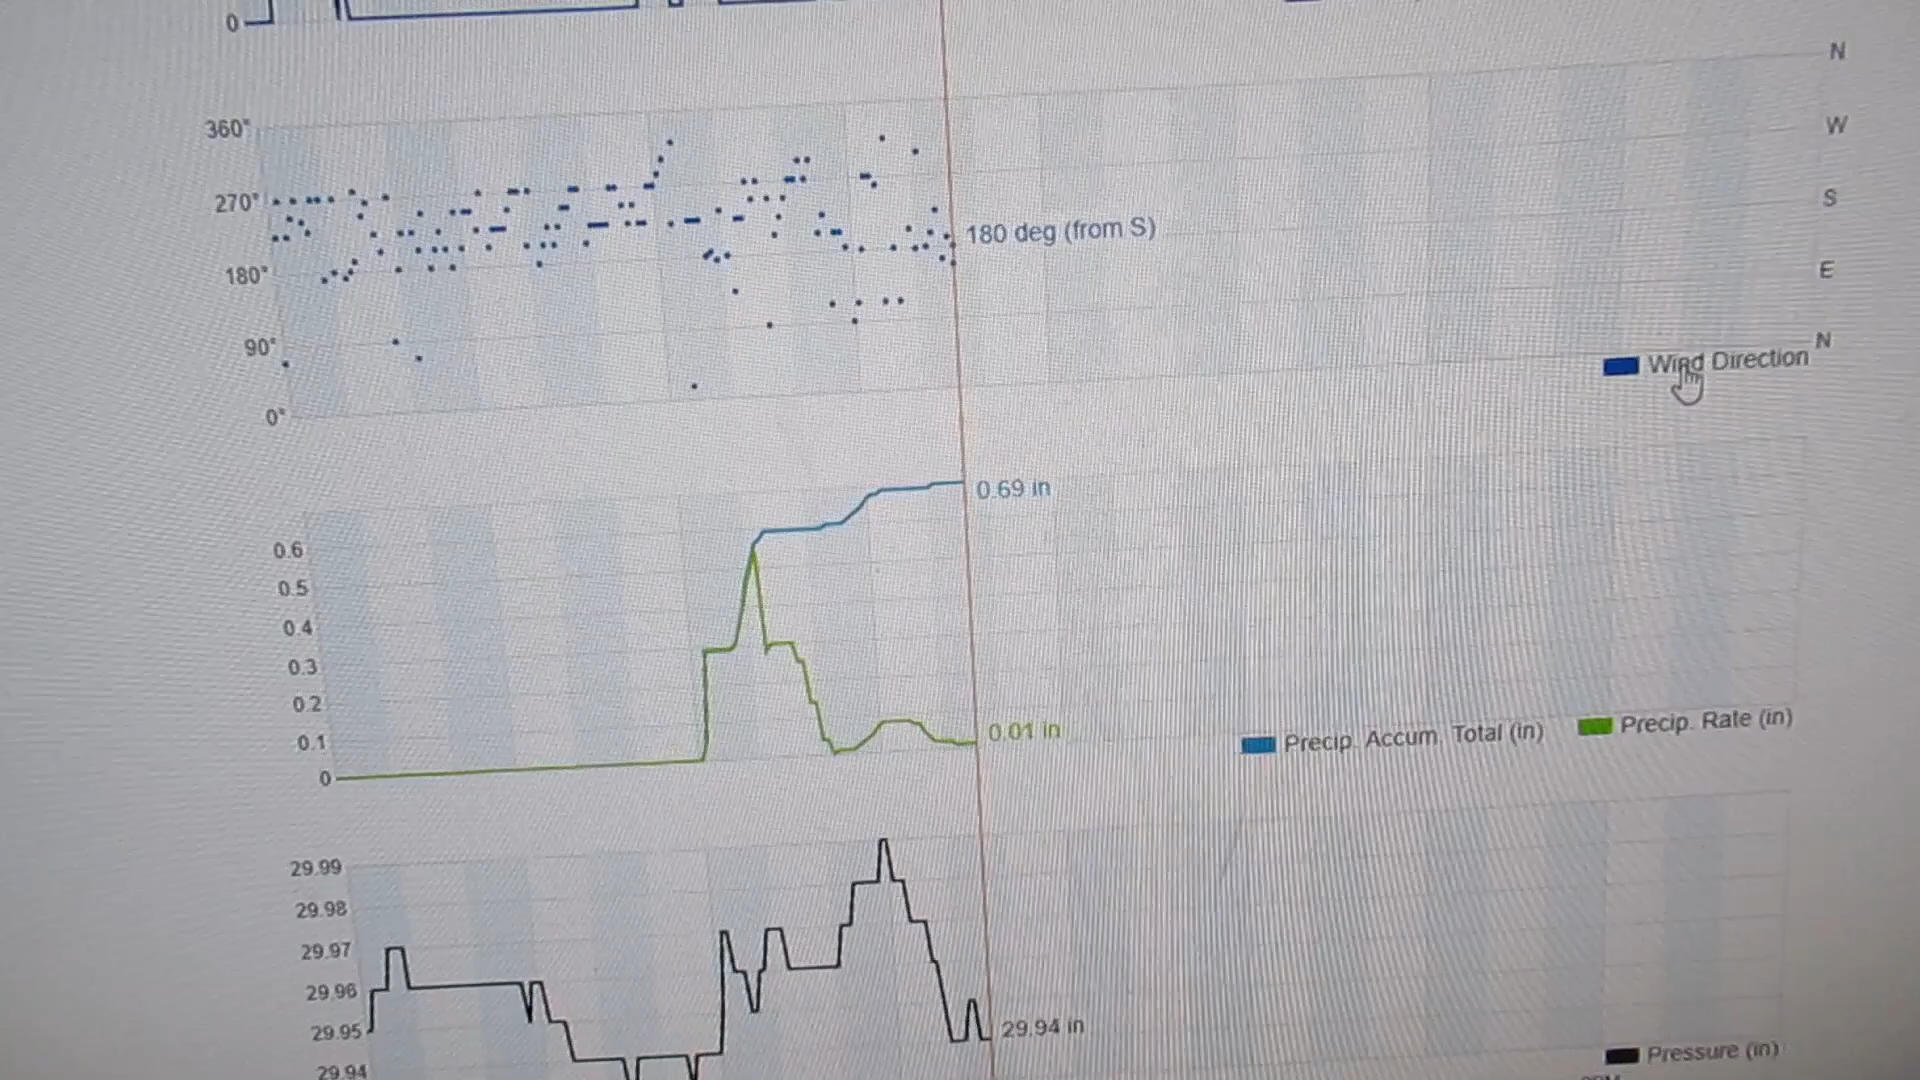 0
N
360°
W
270°
S
180 deg (from S)
180°
E
90°
N
Wind Direction
0°
0.69 in
0.6
0.5
0.4
0.3
0.2
0.1
0.01 in
Precip. Accum. Total (in)
Precip. Rate (in)
0
29.99
29.98
29.97
29.96
29.95
29.94 in
29.94
Pressure (in)